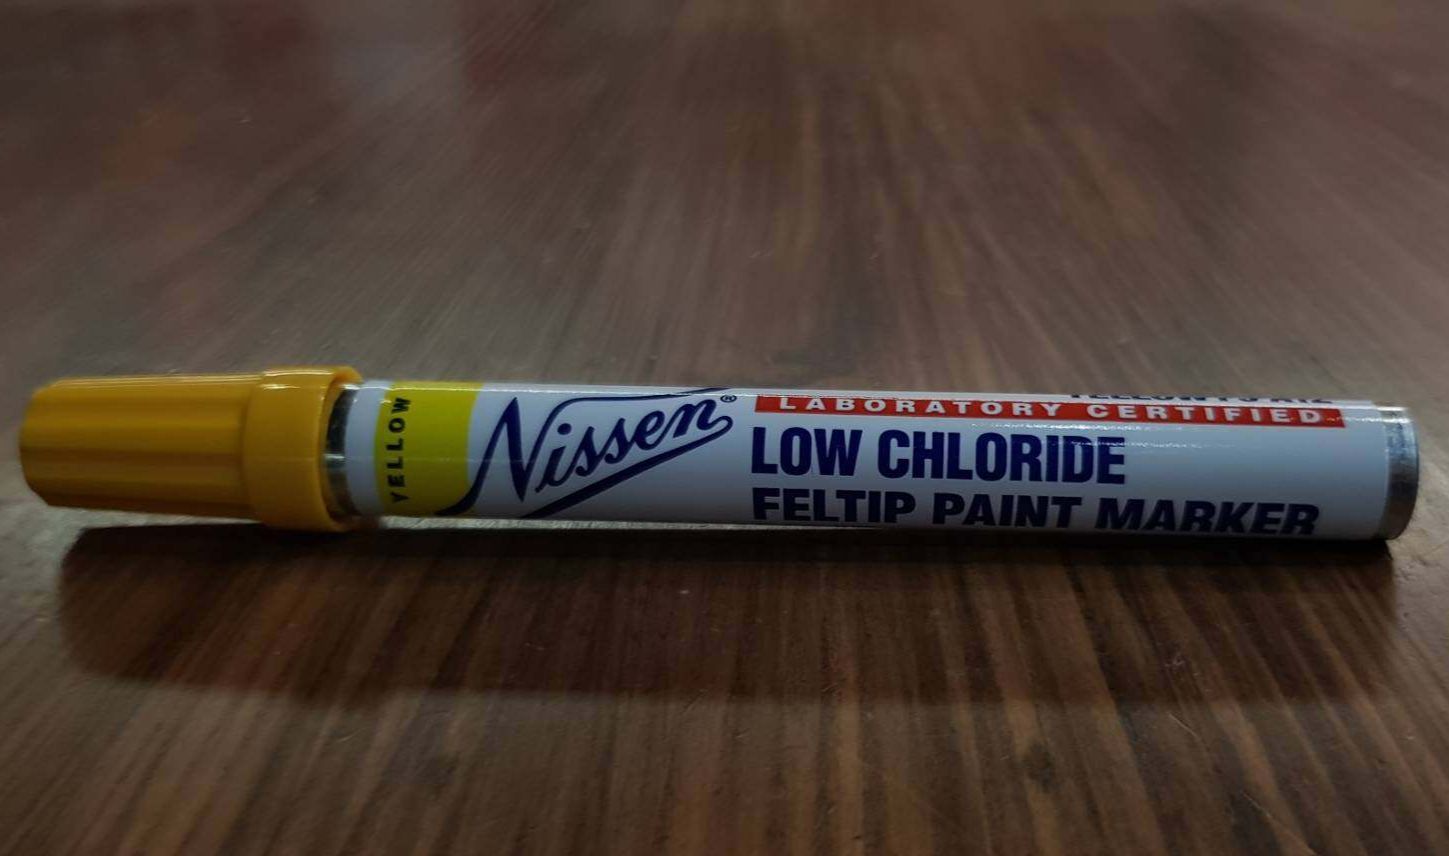 YELLOW
Nissen®
LABORATORY CERTIFIED
LOW CHLORIDE
FELTIP PAINT MARKER